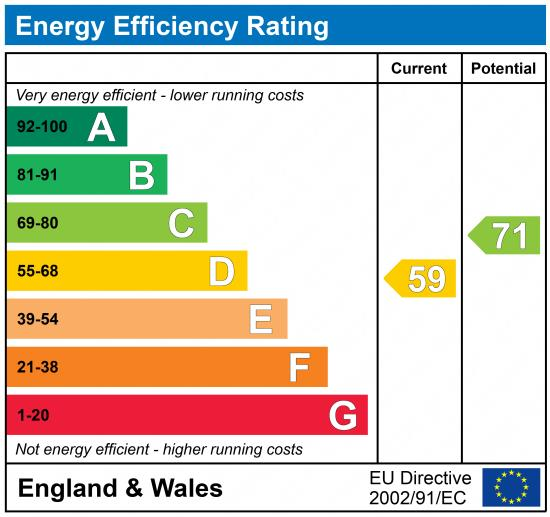 Energy Efficiency Rating
Current Potential
Very energy efficient - lower running costs
92-100 A
81-91 B
69-80 C
71
55-68 D
59
39-54 E
21-38 F
1-20 G
Not energy efficient - higher running costs
England & Wales
EU Directive
2002/91/EC